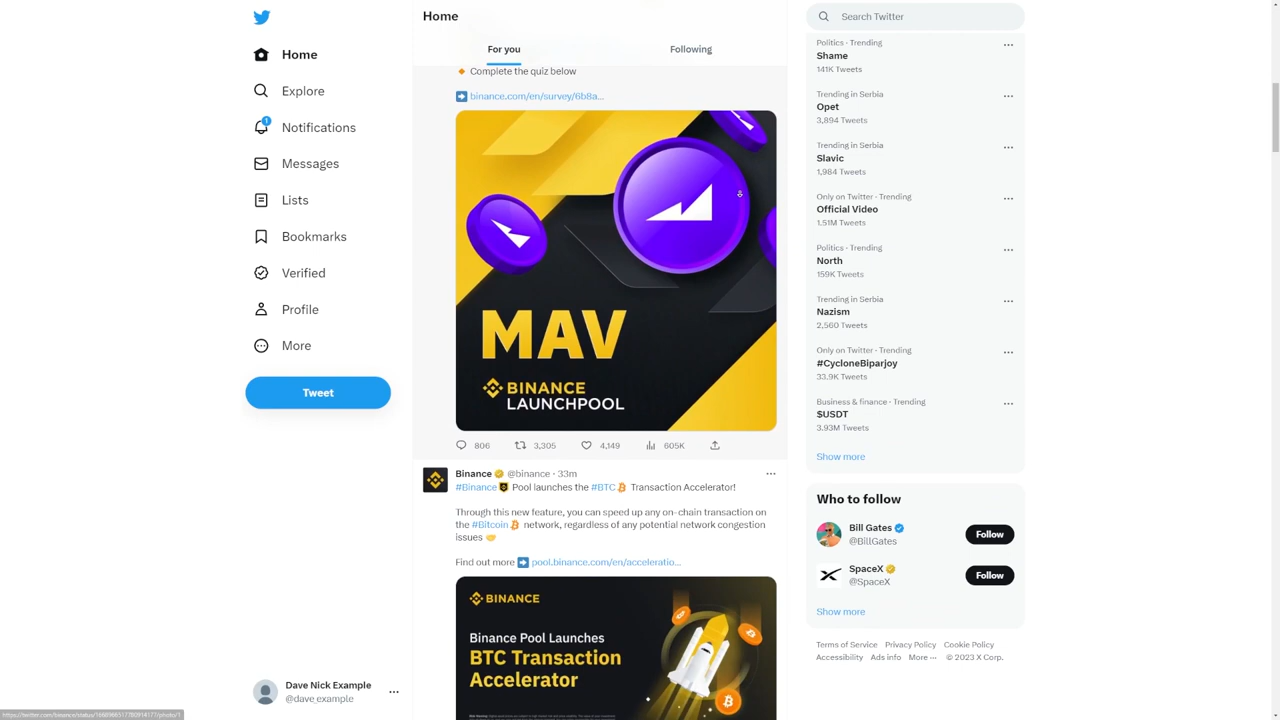 Home
Explore
Notifications
1
Messages
Lists
Bookmarks
Verified
Profile
More
Tweet
Dave Nick Example
@dave_example
Home
For you
Following
Complete the quiz below
binance.com/en/survey/6b8a...
MAV
BINANCE
LAUNCHPOOL
806 3,305 4,149 605K
Binance @binance · 33m
#Binance Pool launches the #BTC Transaction Accelerator!
Through this new feature, you can speed up any on-chain transaction on
the #Bitcoin network, regardless of any potential network congestion
issues
Find out more pool.binance.com/en/acceleratio...
BINANCE
Binance Pool Launches
BTC Transaction
Accelerator
Search Twitter
Politics · Trending
Shame
141K Tweets
Trending in Serbia
Opet
3,894 Tweets
Trending in Serbia
Slavic
1,984 Tweets
Only on Twitter · Trending
Official Video
1.51M Tweets
Politics · Trending
North
159K Tweets
Trending in Serbia
Nazism
2,560 Tweets
Only on Twitter · Trending
#CycloneBiparjoy
33.9K Tweets
Business & finance · Trending
$USDT
3.93M Tweets
Show more
Who to follow
Bill Gates
@BillGates
Follow
SpaceX
@SpaceX
Follow
Show more
Terms of Service Privacy Policy Cookie Policy
Accessibility Ads info More ··· © 2023 X Corp.